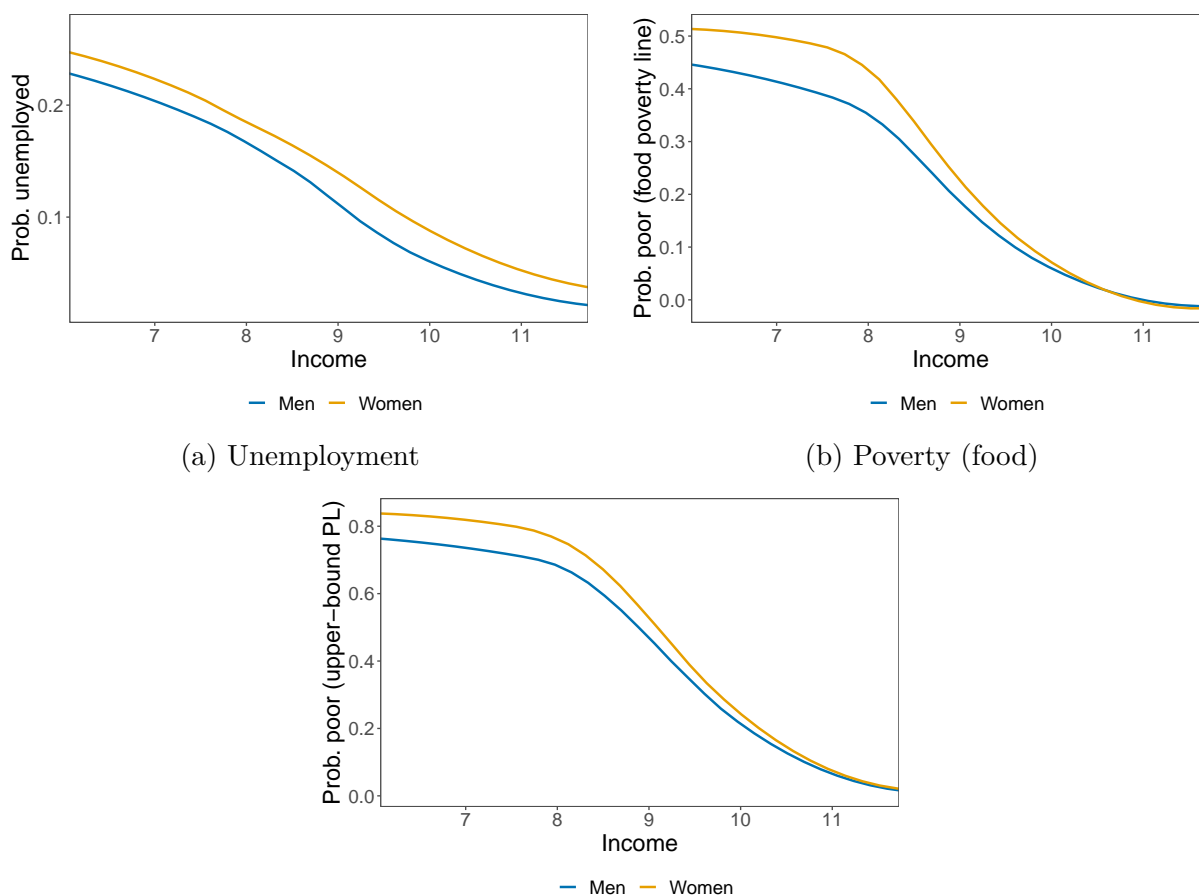 Prob. unemployed
0.2
0.1
7 8 9 10 11
Income
Men Women
(a) Unemployment
Prob. poor (food poverty line)
0.5
0.4
0.3
0.2
0.1
0.0
7 8 9 10 11
Income
Men Women
(b) Poverty (food)
Prob. poor (upper−bound PL)
0.8
0.6
0.4
0.2
0.0
7 8 9 10 11
Income
Men Women